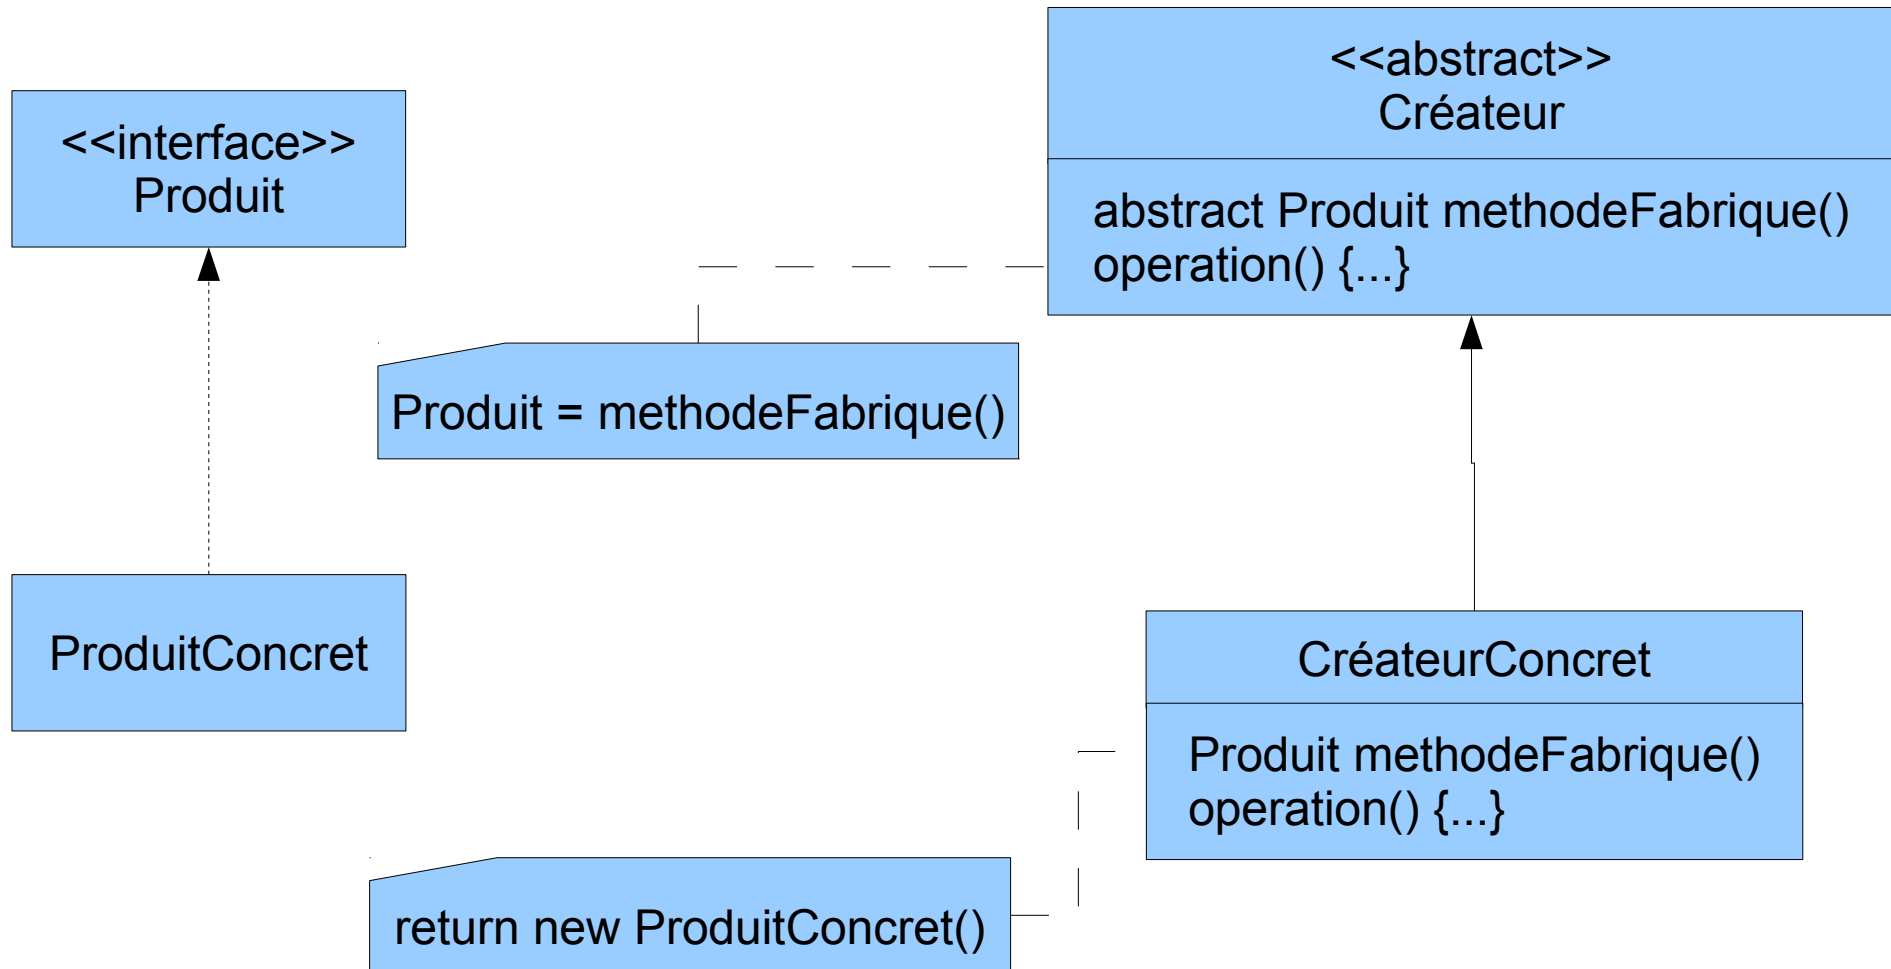 <<abstract>>
Créateur
abstract Produit methodeFabrique()
operation() {...}
<<interface>>
Produit
Produit = methodeFabrique()
ProduitConcret
CréateurConcret
Produit methodeFabrique()
operation() {...}
return new ProduitConcret()